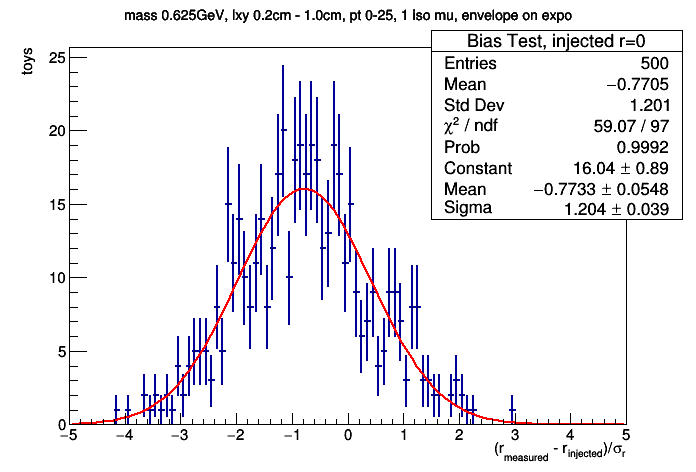 mass 0.625GeV, lxy 0.2cm - 1.0cm, pt 0-25, 1 Iso mu, envelope on expo
toys
Bias Test, injected r=0
Entries 500
Mean −0.7705
Std Dev 1.201
χ² / ndf 59.07 / 97
Prob 0.9992
Constant 16.04 ± 0.89
Mean −0.7733 ± 0.0548
Sigma 1.204 ± 0.039
25
20
15
10
5
0
−5 −4 −3 −2 −1 0 1 2 3 4 5
(r_measured - r_injected)/σ_r